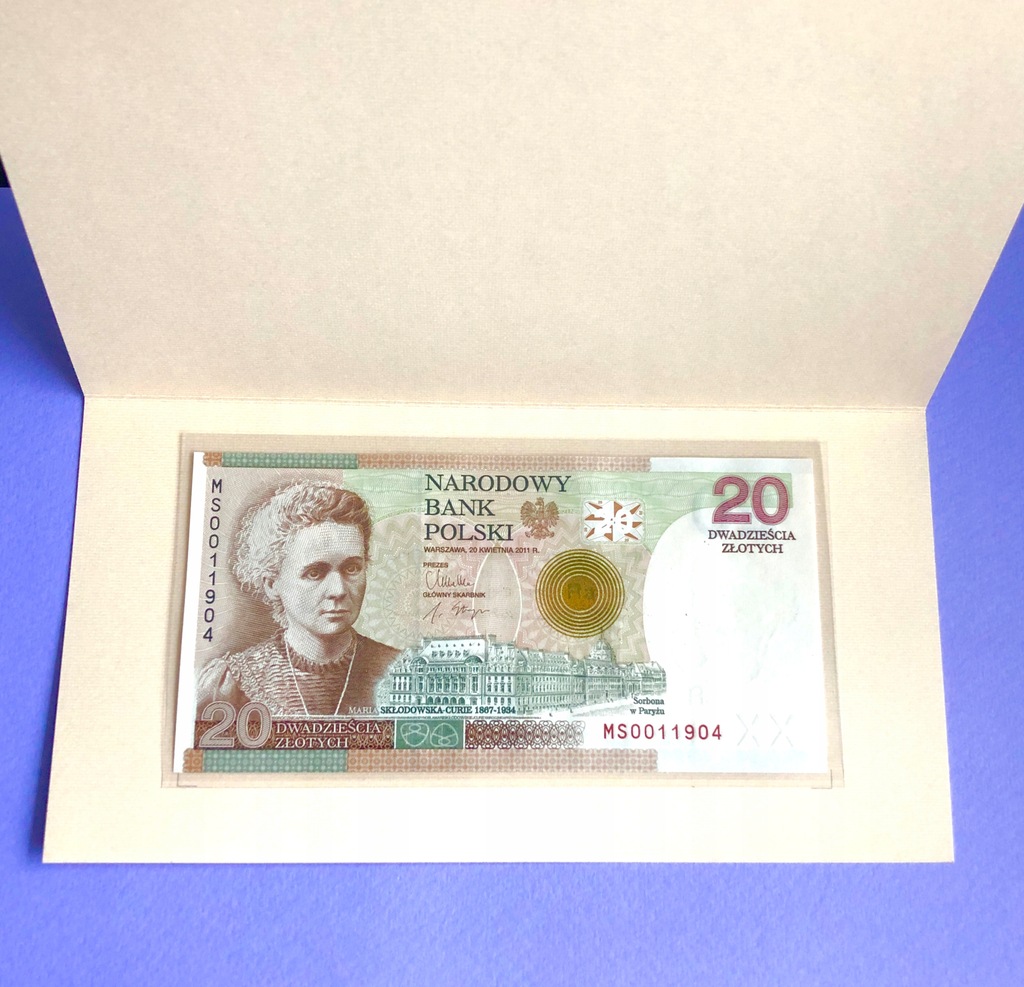 MS0011904
NARODOWY
BANK
POLSKI
WARSZAWA, 20 KWIETNIA 2011 R.
PREZES
GŁÓWNY SKARBNIK
20
DWADZIEŚCIA
ZŁOTYCH
Ra
MARIA SKŁODOWSKA-CURIE 1867-1934
Sorbona
w Paryżu
20 DWADZIEŚCIA
ZŁOTYCH
MS0011904